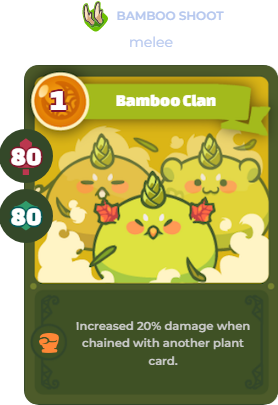 BAMBOO SHOOT
melee
1
Bamboo Clan
80
80
Increased 20% damage when
chained with another plant
card.